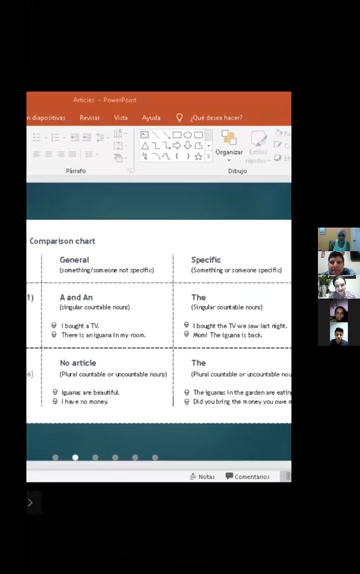 Articles - PowerPoint
n diapositivas Revisar Vista Ayuda ¿Qué desea hacer?
Organizar
Estilos
rápidos
Párrafo
Dibujo
Comparison chart
General
(something/someone not specific)
Specific
(Something or someone specific)
1)
A and An
(singular countable nouns)
I bought a TV.
There is an iguana in my room.
The
(Singular countable nouns)
I bought the TV we saw last night.
Mom! The iguana is back.
No article
(Plural countable or uncountable nouns)
Iguanas are beautiful.
I have no money.
The
(Plural countable or uncountable nou
The iguanas in the garden are eatin
Did you bring the money you owe m
Notas Comentarios